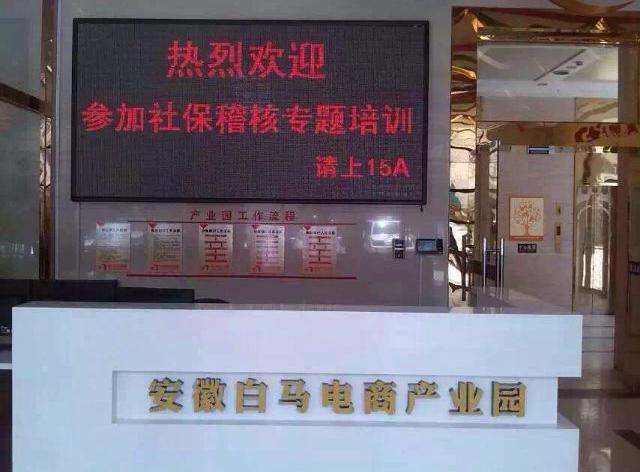 热烈欢迎
参加社保稽核专题培训
请上15A
产业园工作流程
安徽白马电商产业园